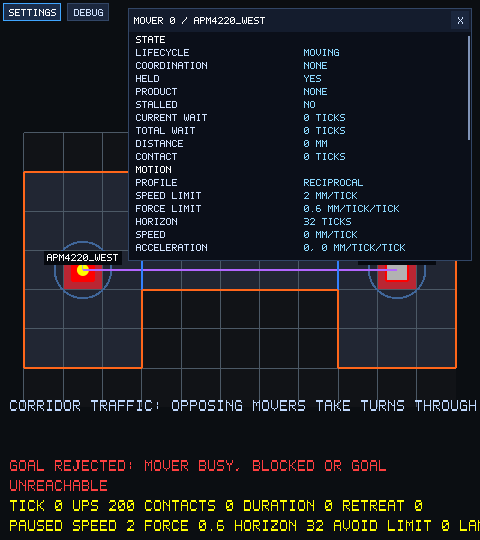 SETTINGS
DEBUG
MOVER 0 / APM4220_WEST
X
STATE
LIFECYCLE MOVING
COORDINATION NONE
HELD YES
PRODUCT NONE
STALLED NO
CURRENT WAIT 0 TICKS
TOTAL WAIT 0 TICKS
DISTANCE 0 MM
CONTACT 0 TICKS
MOTION
PROFILE RECIPROCAL
SPEED LIMIT 2 MM/TICK
FORCE LIMIT 0.6 MM/TICK/TICK
HORIZON 32 TICKS
SPEED 0 MM/TICK
ACCELERATION 0, 0 MM/TICK/TICK
APM4220_WEST
CORRIDOR TRAFFIC: OPPOSING MOVERS TAKE TURNS THROUGH
GOAL REJECTED: MOVER BUSY, BLOCKED OR GOAL
UNREACHABLE
TICK 0 UPS 200 CONTACTS 0 DURATION 0 RETREAT 0
PAUSED SPEED 2 FORCE 0.6 HORIZON 32 AVOID LIMIT 0 LA